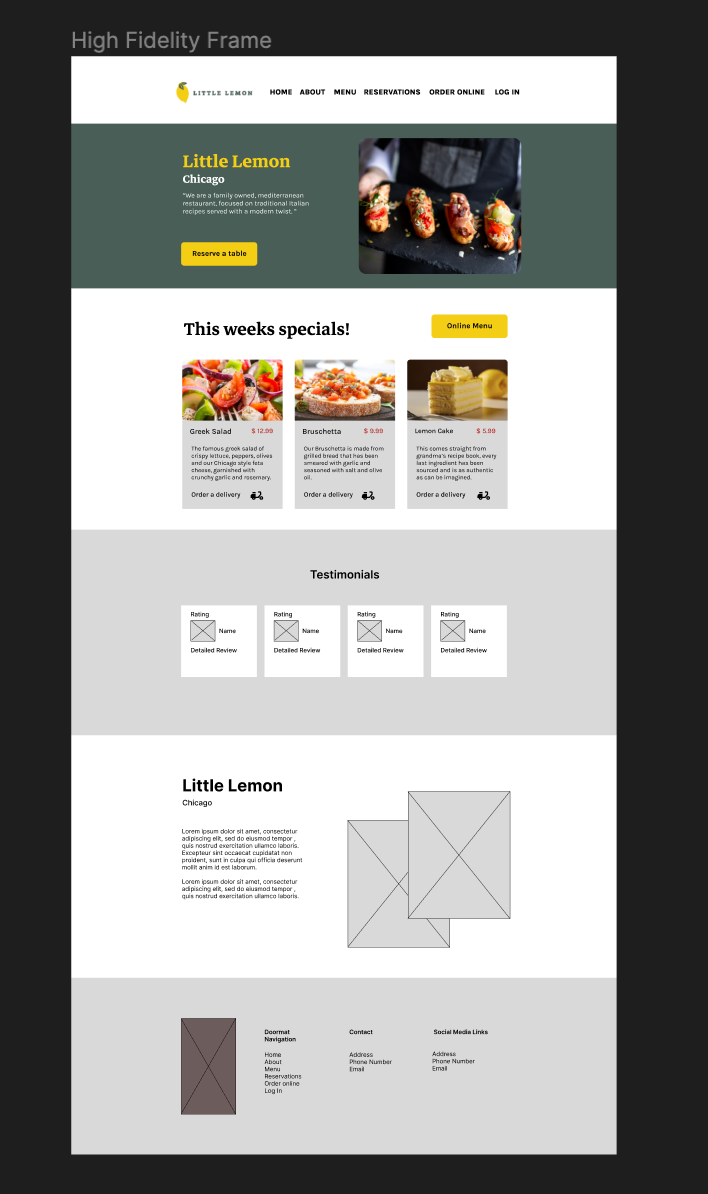 High Fidelity Frame
LITTLE LEMON
HOME ABOUT MENU RESERVATIONS ORDER ONLINE LOG IN
Little Lemon
Chicago
"We are a family owned, mediterranean
restaurant, focused on traditional italian
recipes served with a modern twist. "
Reserve a table
This weeks specials!
Online Menu
Greek Salad $ 12.99
The famous greek salad of
crispy lettuce, peppers, olives
and our Chicago style feta
cheese, garnished with
crunchy garlic and rosemary.
Order a delivery
Bruschetta $ 9.99
Our Bruschetta is made from
grilled bread that has been
smeared with garlic and
seasoned with salt and olive
oil.
Order a delivery
Lemon Cake $ 5.99
This comes straight from
grandma's recipe book, every
last ingredient has been
sourced and is as authentic
as can be imagined.
Order a delivery
Testimonials
Rating
Name
Detailed Review
Rating
Name
Detailed Review
Rating
Name
Detailed Review
Rating
Name
Detailed Review
Little Lemon
Chicago
Lorem ipsum dolor sit amet, consectetur
adipiscing elit, sed do eiusmod tempor ,
quis nostrud exercitation ullamco laboris.
Excepteur sint occaecat cupidatat non
proident, sunt in culpa qui officia deserunt
mollit anim id est laborum.
Lorem ipsum dolor sit amet, consectetur
adipiscing elit, sed do eiusmod tempor ,
quis nostrud exercitation ullamco laboris.
Doormat
Navigation
Home
About
Menu
Reservations
Order online
Log In
Contact
Address
Phone Number
Email
Social Media Links
Address
Phone Number
Email